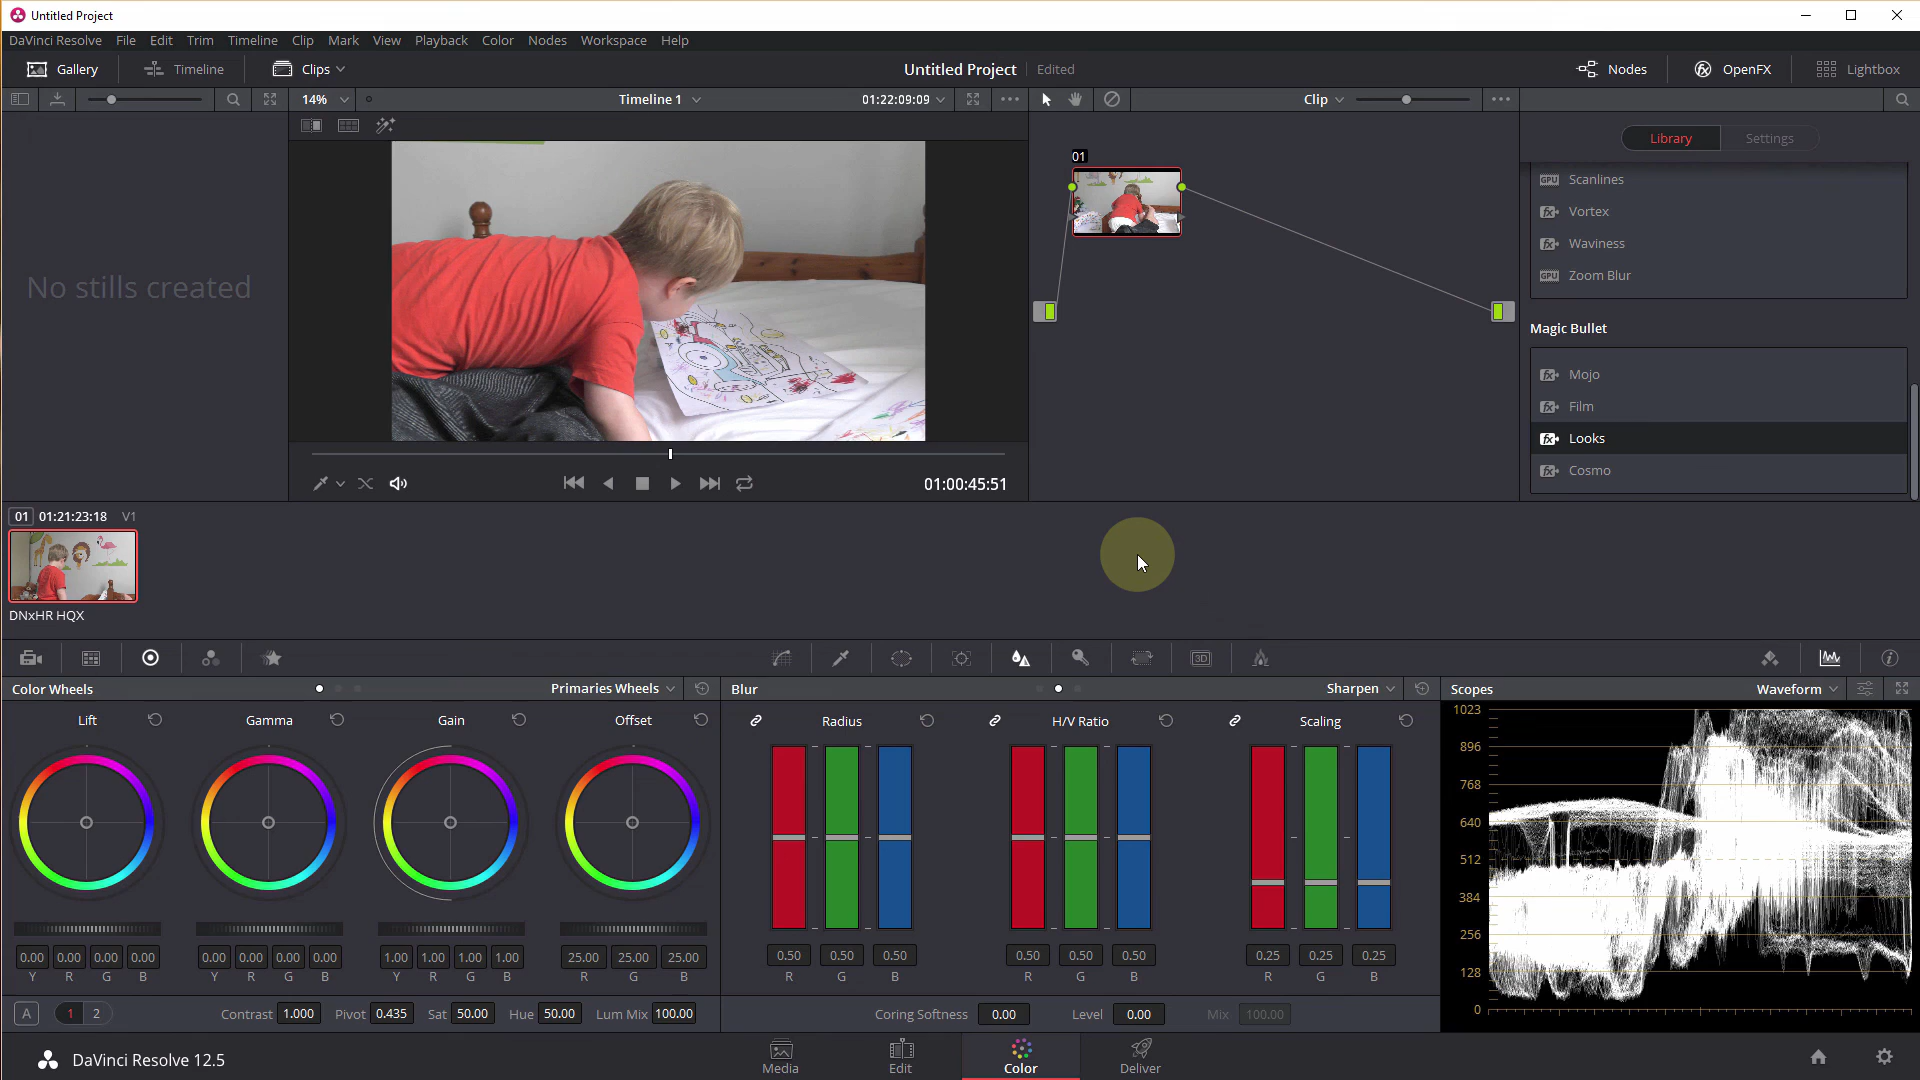 Untitled Project
DaVinci Resolve File Edit Trim Timeline Clip Mark View Playback Color Nodes Workspace Help
Gallery Timeline Clips Untitled Project Edited Nodes OpenFX Lightbox
14% Timeline 1 01:22:09:09 Clip
Library Settings
01
Scanlines
Vortex
Waviness
Zoom Blur
No stills created
Magic Bullet
Mojo
Film
Looks
Cosmo
01:00:45:51
01 01:21:23:18 V1
DNxHR HQX
Color Wheels Primaries Wheels Blur Sharpen Scopes Waveform
Lift Gamma Gain Offset Radius H/V Ratio Scaling
1023
896
768
640
512
384
256
128
0
0.00 0.00 0.00 0.00 0.00 0.00 0.00 0.00 1.00 1.00 1.00 1.00 25.00 25.00 25.00 0.50 0.50 0.50 0.50 0.50 0.50 0.25 0.25 0.25
Y R G B Y R G B Y R G B R G B R G B R G B R G B
A 1 2 Contrast 1.000 Pivot 0.435 Sat 50.00 Hue 50.00 Lum Mix 100.00 Coring Softness 0.00 Level 0.00 Mix 100.00
DaVinci Resolve 12.5 Media Edit Color Deliver